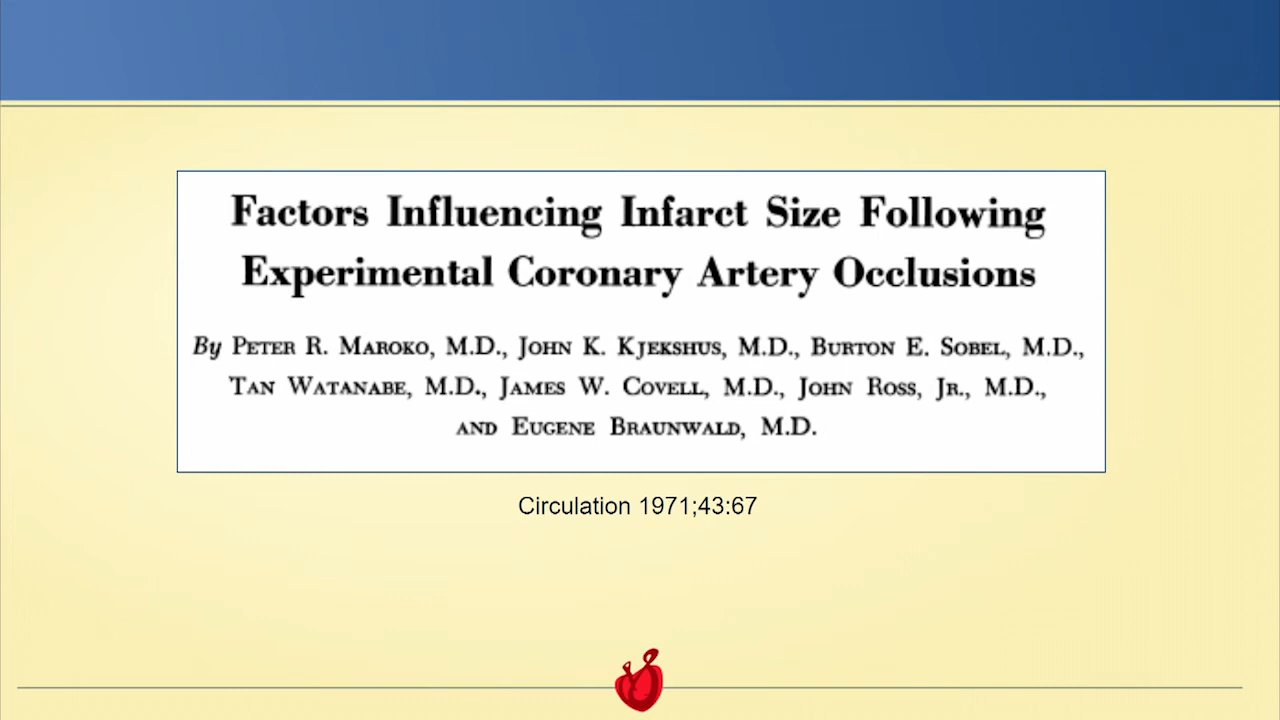 Factors Influencing Infarct Size Following
Experimental Coronary Artery Occlusions
By Peter R. Maroko, M.D., John K. Kjekshus, M.D., Burton E. Sobel, M.D.,
Tan Watanabe, M.D., James W. Covell, M.D., John Ross, Jr., M.D.,
and Eugene Braunwald, M.D.
Circulation 1971;43:67